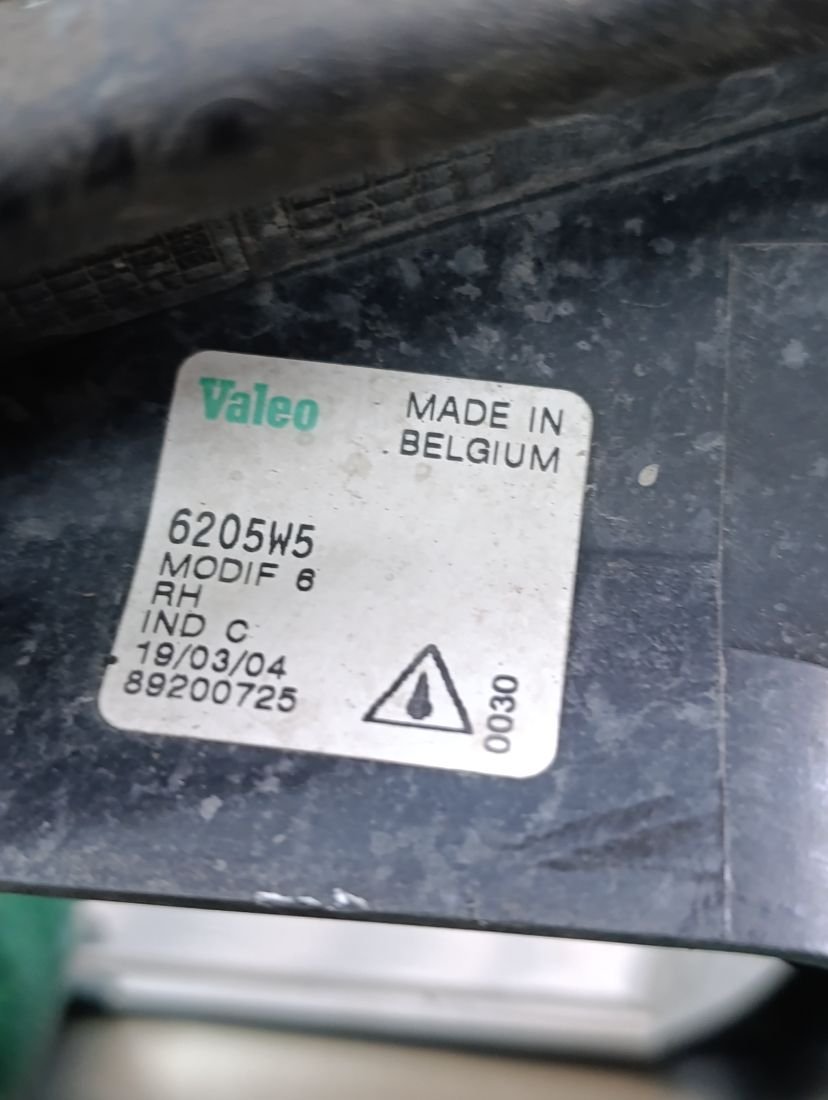 Valeo
MADE IN
BELGIUM
6205W5
MODIF 6
RH
IND C
19/03/04
89200725
0030